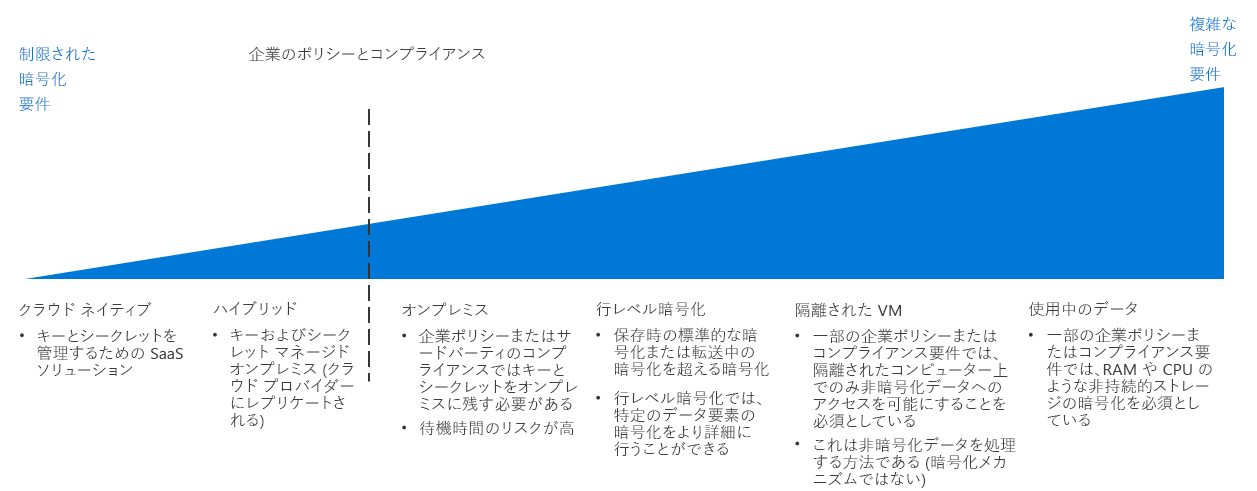 制限された
暗号化
要件
企業のポリシーとコンプライアンス
複雑な
暗号化
要件
クラウド ネイティブ
• キーとシークレットを
管理するための SaaS
ソリューション
ハイブリッド
• キーおよびシーク
レット マネージド
オンプレミス (クラ
ウド プロバイダー
にレプリケートさ
れる)
オンプレミス
• 企業ポリシーまたはサ
ードパーティのコンプ
ライアンスではキーと
シークレットをオンプレ
ミスに残す必要がある
• 待機時間のリスクが高
行レベル暗号化
• 保存時の標準的な暗
号化または転送中の
暗号化を超える暗号化
• 行レベル暗号化では、
特定のデータ要素の
暗号化をより詳細に
行うことができる
隔離された VM
• 一部の企業ポリシーまたは
コンプライアンス要件では、
隔離されたコンピューター上
でのみ非暗号化データへの
アクセスを可能にすることを
必須としている
• これは非暗号化データを処理
する方法である (暗号化メカ
ニズムではない)
使用中のデータ
• 一部の企業ポリシーま
たはコンプライアンス要
件では、RAM や CPU の
ような非持続的ストレー
ジの暗号化を必須とし
ている